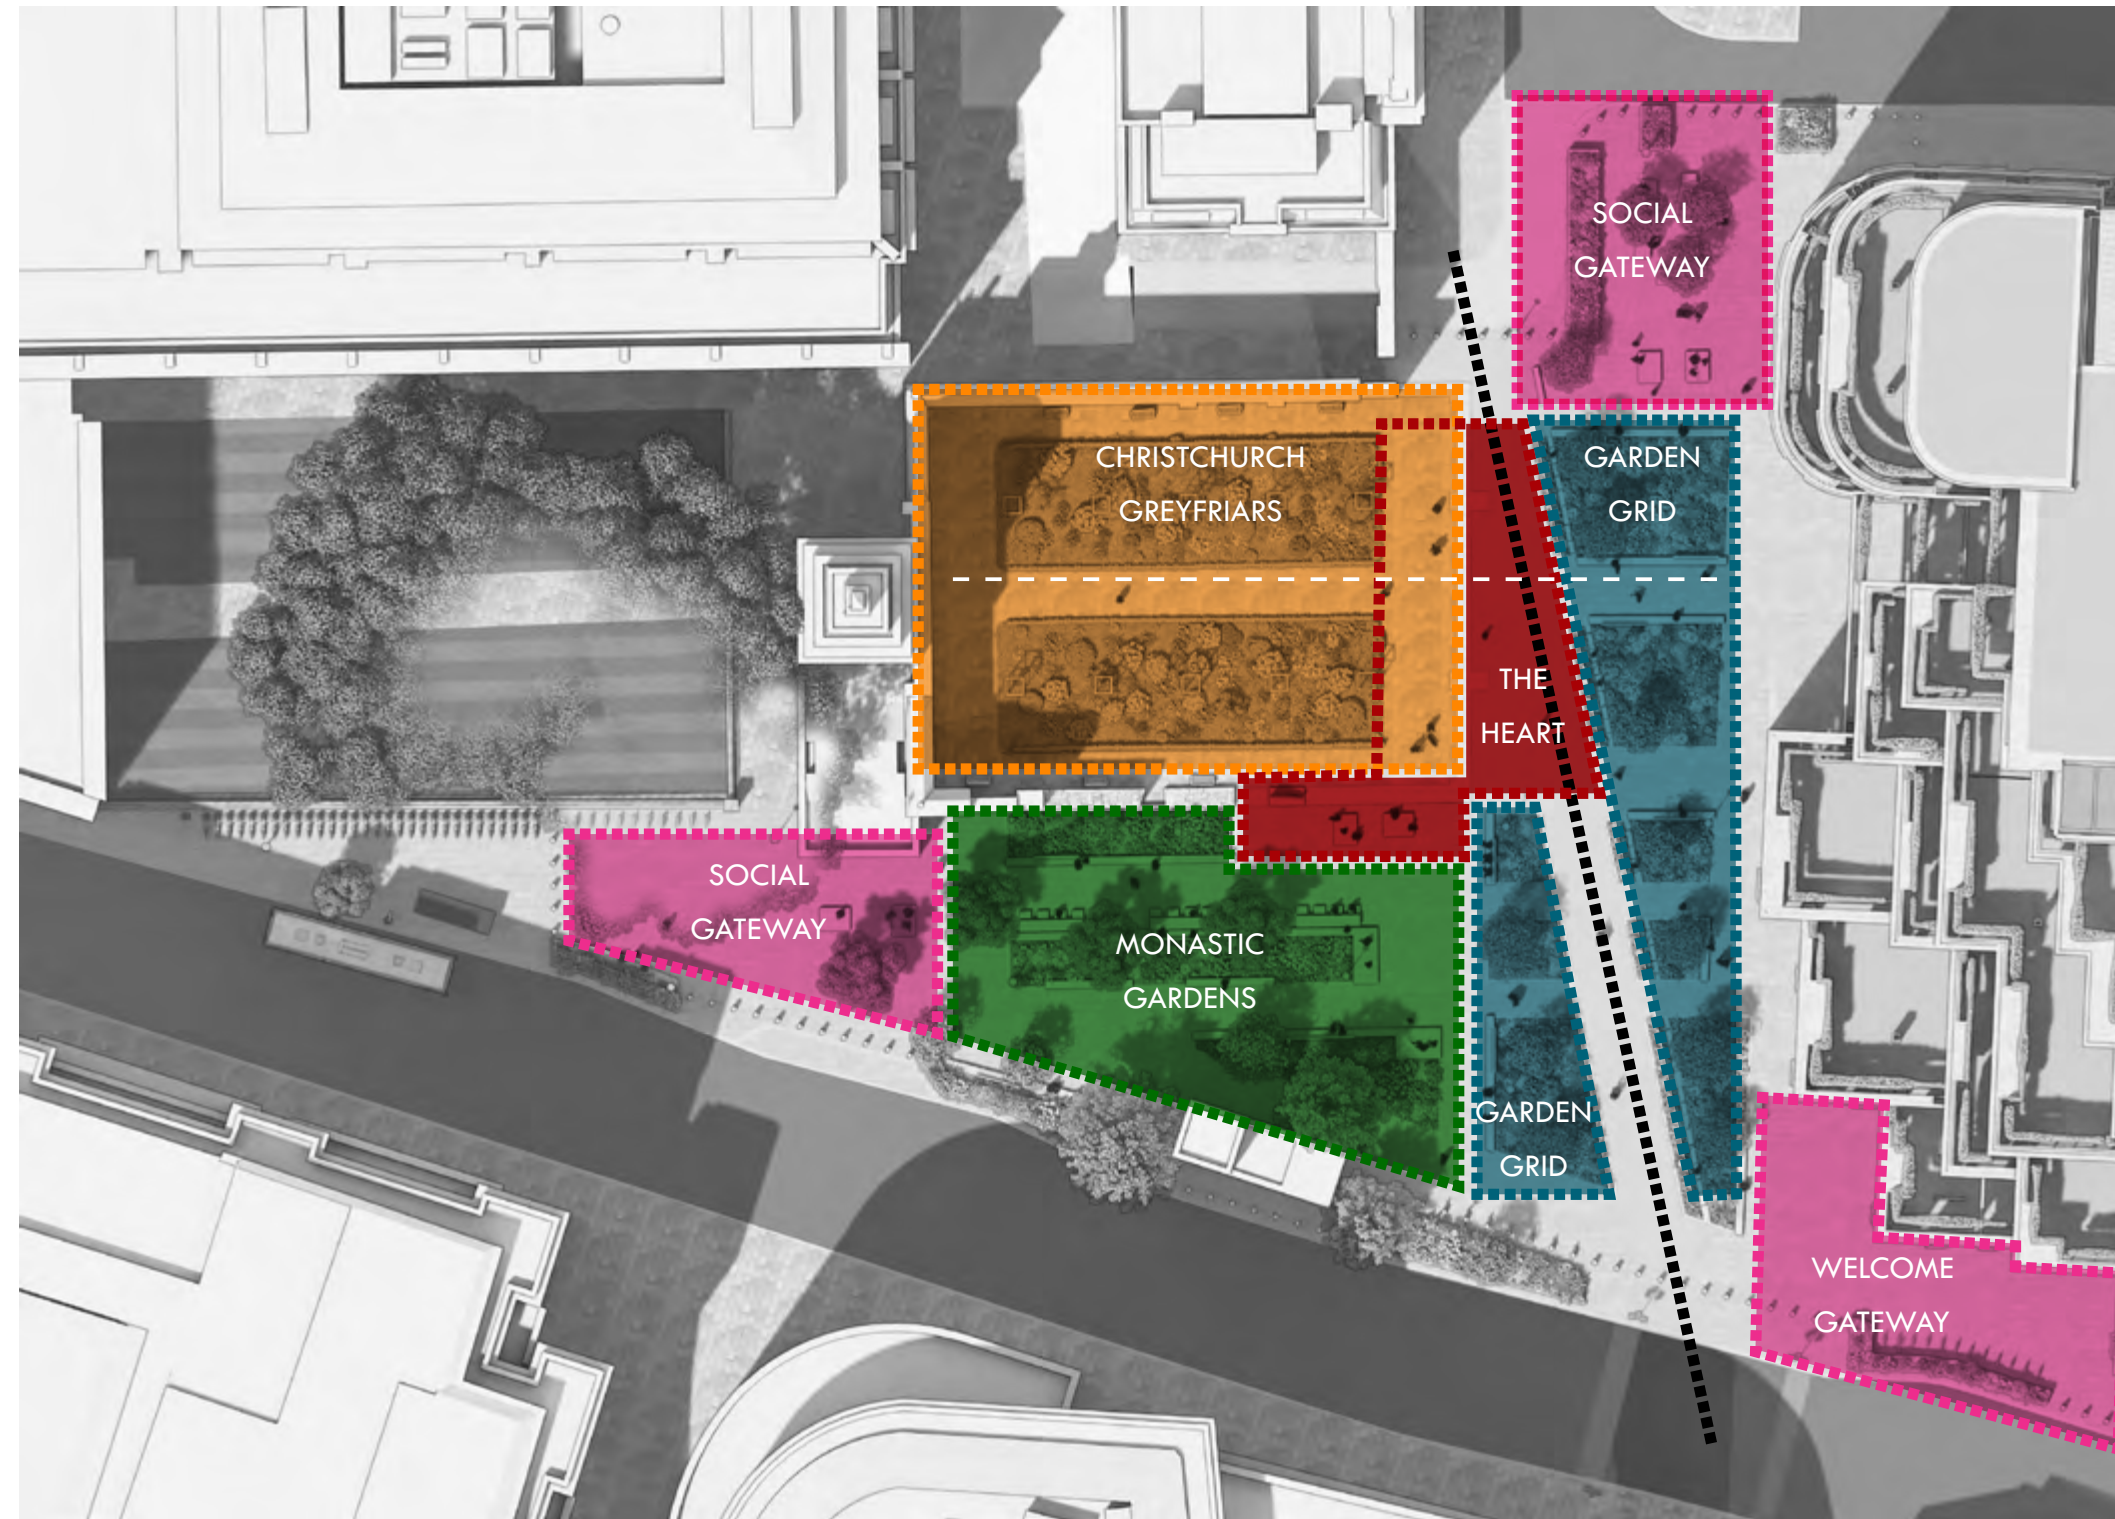 SOCIAL
GATEWAY
CHRISTCHURCH
GREYFRIARS
GARDEN
GRID
THE
HEART
SOCIAL
GATEWAY
MONASTIC
GARDENS
GARDEN
GRID
WELCOME
GATEWAY